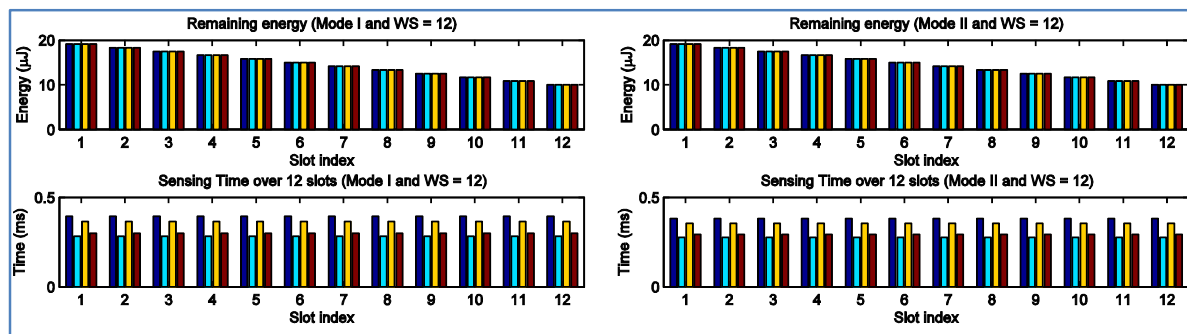 Remaining energy (Mode I and WS = 12)
20
10
0
Energy (µJ)
1 2 3 4 5 6 7 8 9 10 11 12
Slot index
Remaining energy (Mode II and WS = 12)
20
10
0
Energy (µJ)
1 2 3 4 5 6 7 8 9 10 11 12
Slot index
Sensing Time over 12 slots (Mode I and WS = 12)
0.5
0
Time (ms)
1 2 3 4 5 6 7 8 9 10 11 12
Slot index
Sensing Time over 12 slots (Mode II and WS = 12)
0.5
0
Time (ms)
1 2 3 4 5 6 7 8 9 10 11 12
Slot index